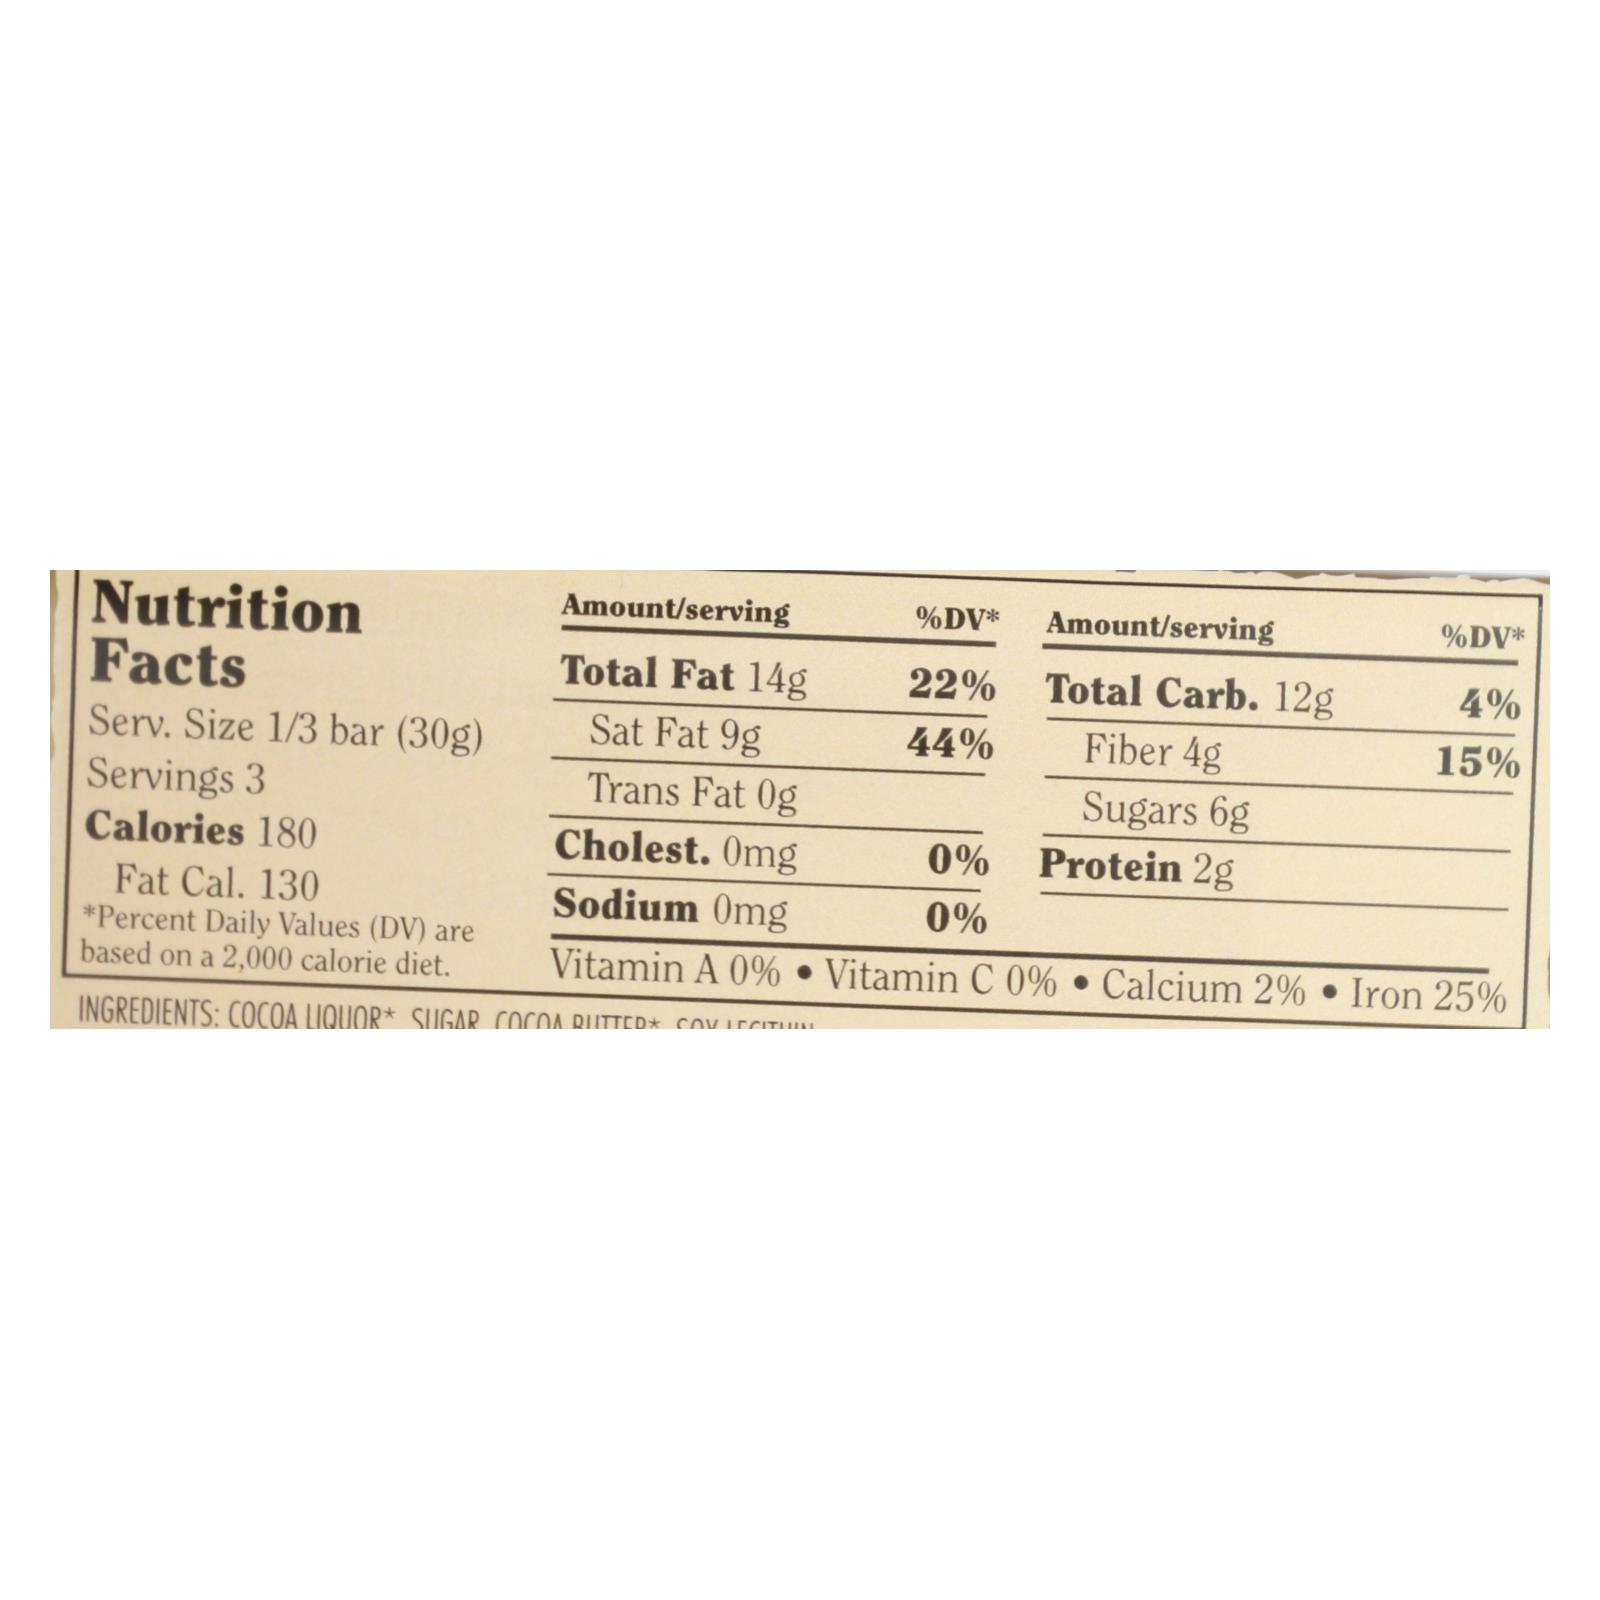 Nutrition
Facts
Serv. Size 1/3 bar (30g)
Servings 3
Calories 180
Fat Cal. 130
*Percent Daily Values (DV) are
based on a 2,000 calorie diet.
Amount/serving %DV*
Total Fat 14g 22%
Sat Fat 9g 44%
Trans Fat 0g
Cholest. 0mg 0%
Sodium 0mg 0%
Amount/serving %DV*
Total Carb. 12g 4%
Fiber 4g 15%
Sugars 6g
Protein 2g
Vitamin A 0% • Vitamin C 0% • Calcium 2% • Iron 25%
INGREDIENTS: COCOA LIQUOR*, SUGAR, COCOA BUTTER*, SOY LECITHIN